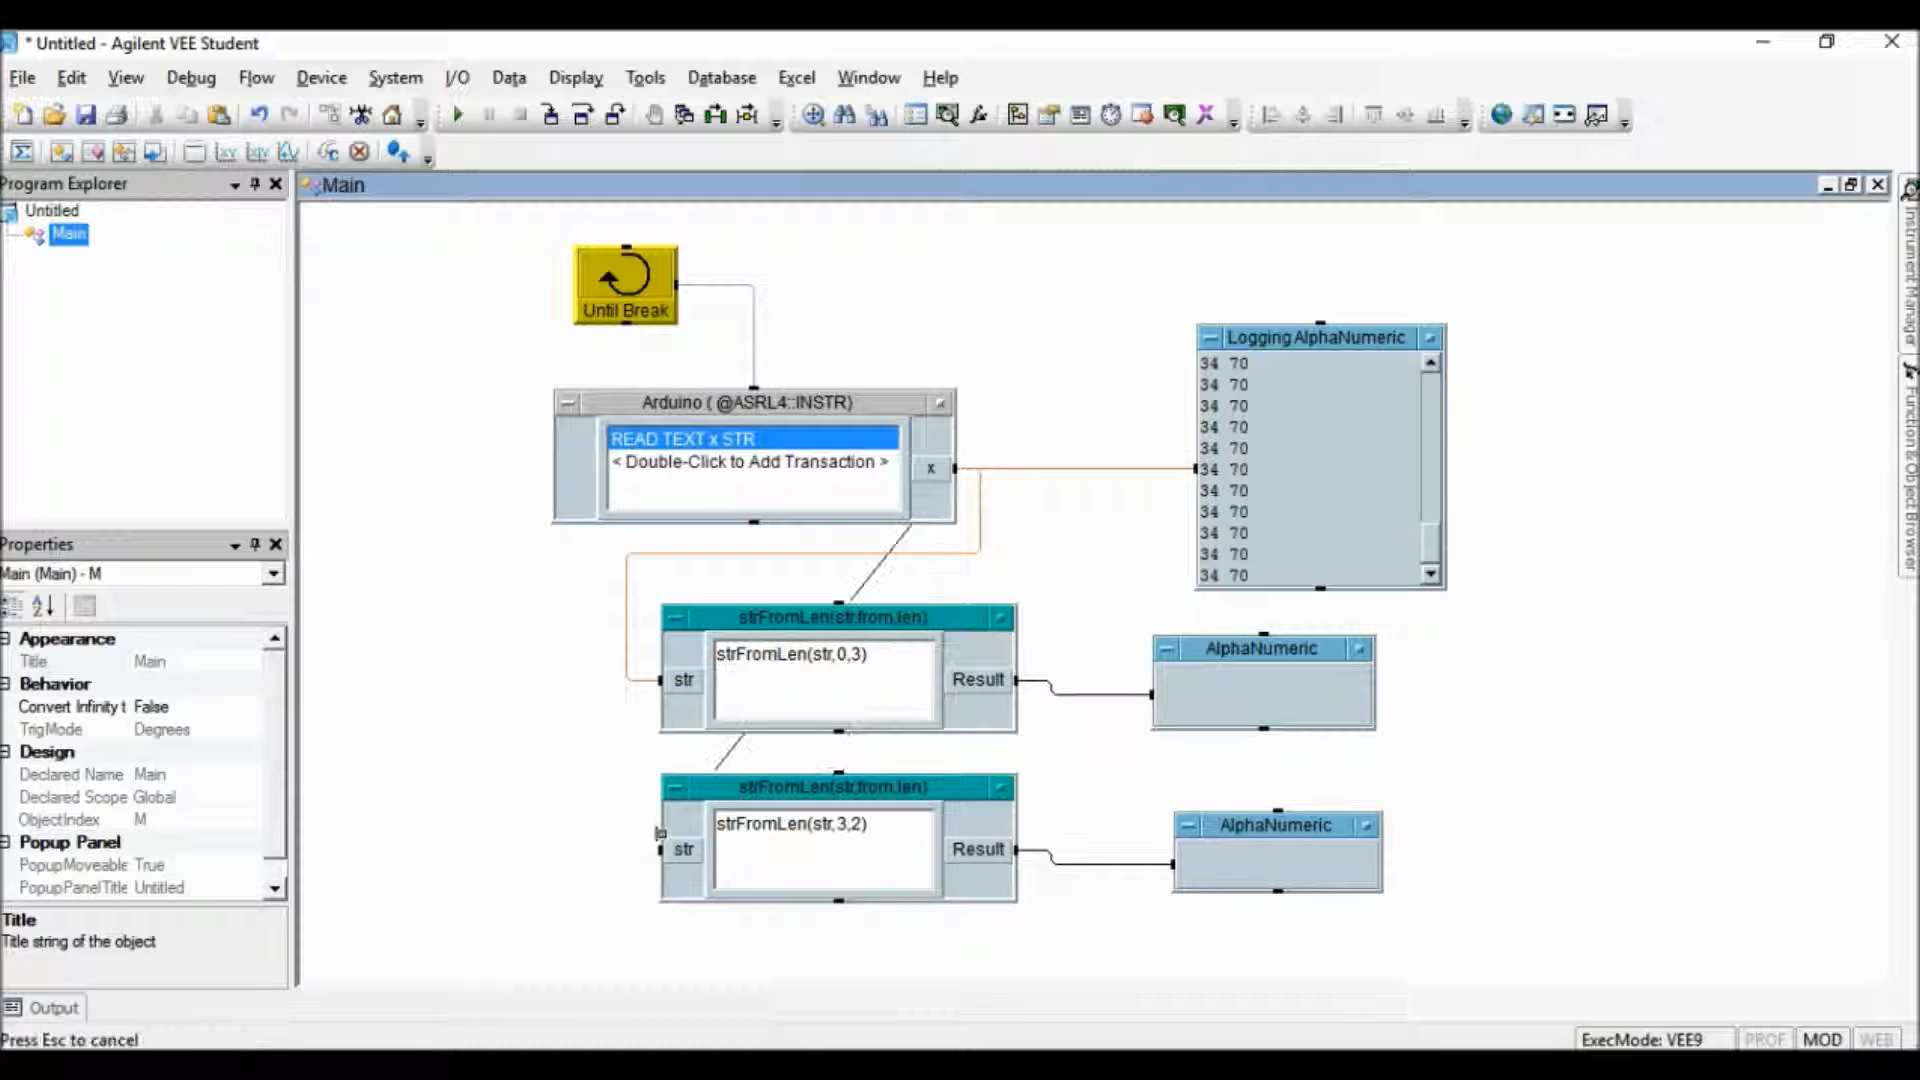 * Untitled - Agilent VEE Student
File Edit View Debug Flow Device System I/O Data Display Tools Database Excel Window Help
Program Explorer
Untitled
Main
Properties
Main (Main) - M
Appearance
Title Main
Behavior
Convert Infinity t False
TrigMode Degrees
Design
Declared Name Main
Declared Scope Global
ObjectIndex M
Popup Panel
PopupMoveable True
PopupPanelTitle Untitled
Title
Title string of the object
Output
Press Esc to cancel
Main
Until Break
Arduino ( @ASRL4::INSTR)
READ TEXT x STR
< Double-Click to Add Transaction >
x
Logging AlphaNumeric
34 70
34 70
34 70
34 70
34 70
34 70
34 70
34 70
34 70
34 70
34 70
strFromLen(str,from,len)
strFromLen(str,0,3)
str
Result
AlphaNumeric
strFromLen(str,from,len)
strFromLen(str,3,2)
str
Result
AlphaNumeric
Instrument Manager
Function & Object Browser
ExecMode: VEE9
PROF
MOD
WEB